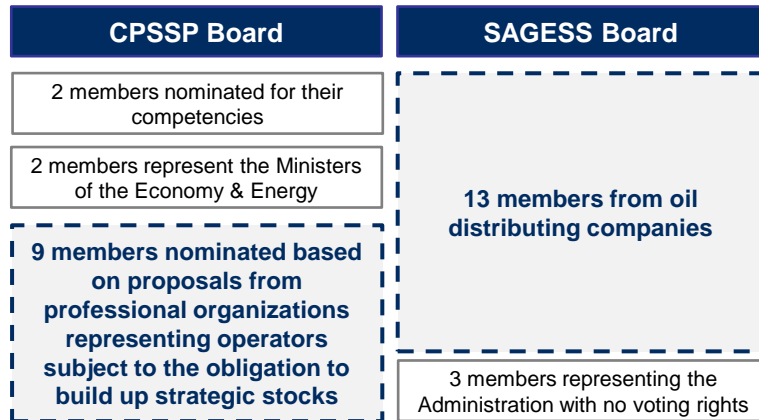 CPSSP Board
2 members nominated for their
competencies
2 members represent the Ministers
of the Economy & Energy
9 members nominated based
on proposals from
professional organizations
representing operators
subject to the obligation to
build up strategic stocks
SAGESS Board
13 members from oil
distributing companies
3 members representing the
Administration with no voting rights